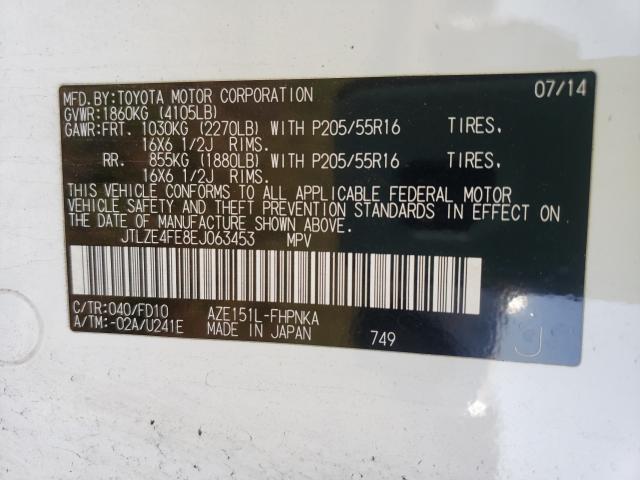 MFD.BY:TOYOTA MOTOR CORPORATION 07/14
GVWR:1860KG (4105LB)
GAWR:FRT. 1030KG (2270LB) WITH P205/55R16 TIRES,
16X6 1/2J RIMS.
RR. 855KG (1880LB) WITH P205/55R16 TIRES,
16X6 1/2J RIMS.
THIS VEHICLE CONFORMS TO ALL APPLICABLE FEDERAL MOTOR
VEHICLE SAFETY AND THEFT PREVENTION STANDARDS IN EFFECT ON
THE DATE OF MANUFACTURE SHOWN ABOVE.
JTLZE4FE8EJ063453 MPV
C/TR:040/FD10 AZE151L-FHPNKA
A/TM:-02A/U241E MADE IN JAPAN 749
J